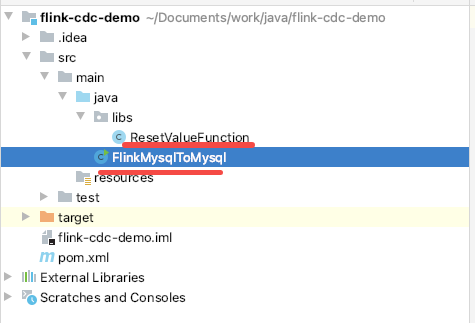 flink-cdc-demo ~/Documents/work/java/flink-cdc-demo
.idea
src
main
java
libs
ResetValueFunction
FlinkMysqlToMysql
resources
test
target
flink-cdc-demo.iml
pom.xml
External Libraries
Scratches and Consoles